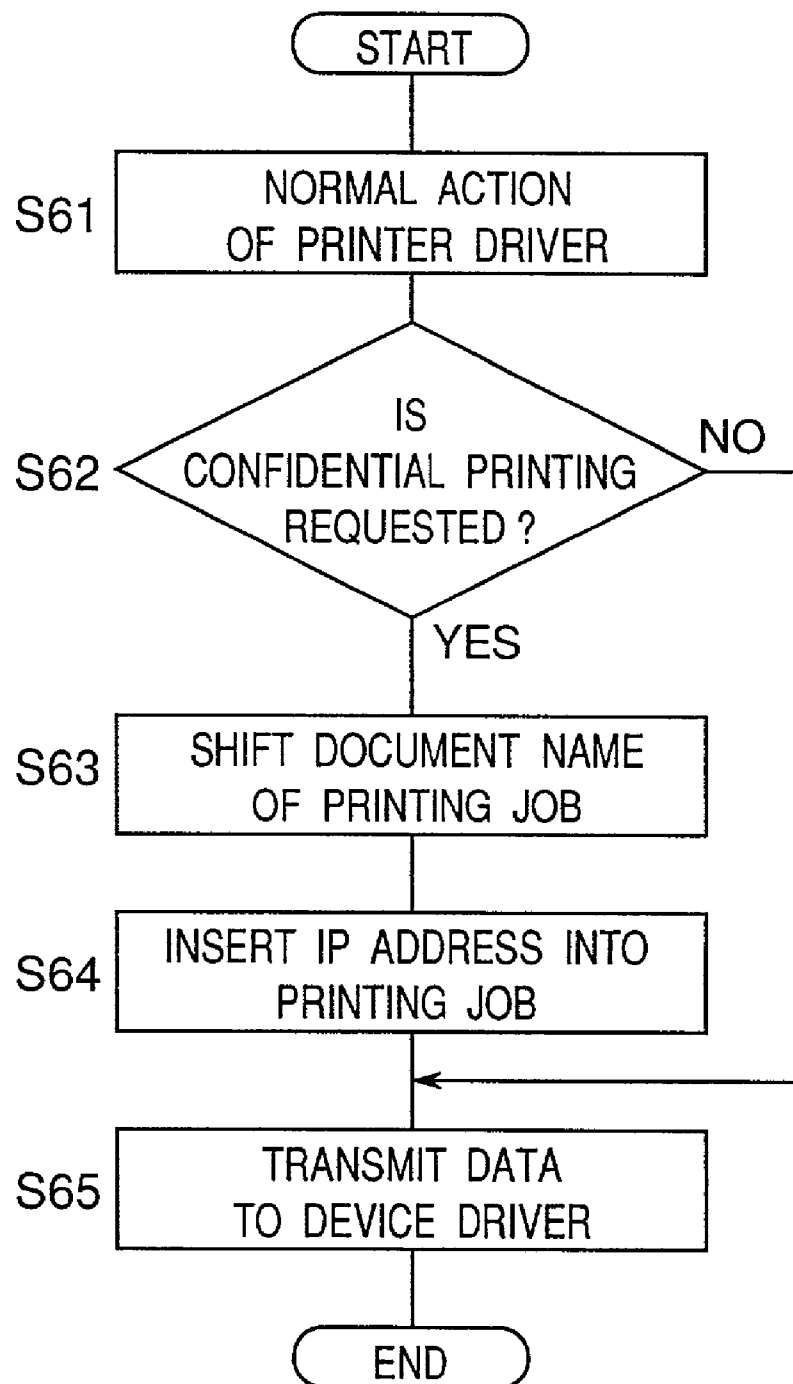 START
S61
NORMAL ACTION
OF PRINTER DRIVER
S62
IS
CONFIDENTIAL PRINTING
REQUESTED ?
NO
YES
S63
SHIFT DOCUMENT NAME
OF PRINTING JOB
S64
INSERT IP ADDRESS INTO
PRINTING JOB
S65
TRANSMIT DATA
TO DEVICE DRIVER
END